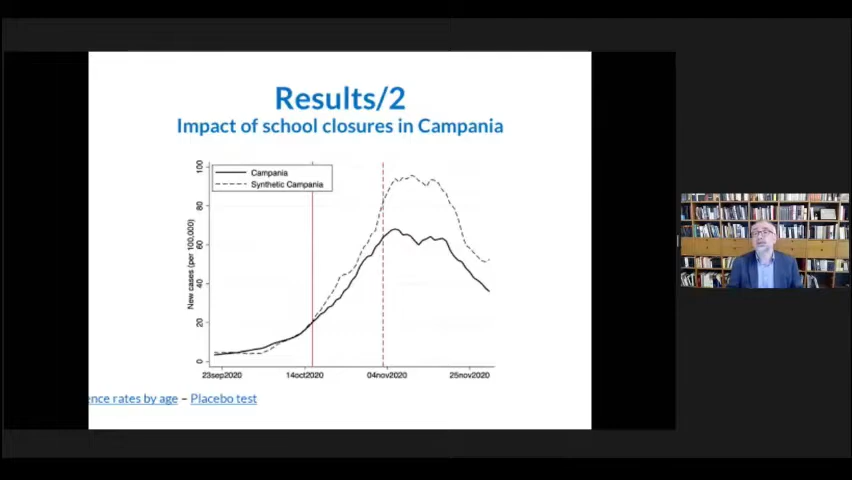 Results/2
Impact of school closures in Campania
Campania
Synthetic Campania
New cases (per 100,000)
100
80
60
40
20
0
23sep2020
14oct2020
04nov2020
25nov2020
ence rates by age – Placebo test